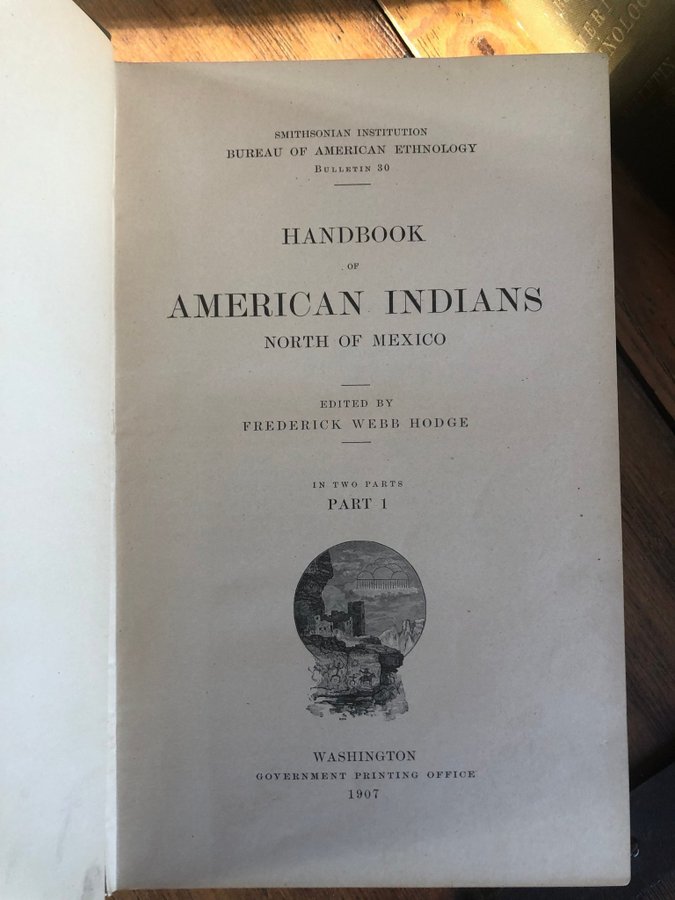 SMITHSONIAN INSTITUTION
BUREAU OF AMERICAN ETHNOLOGY
BULLETIN 30
HANDBOOK
OF
AMERICAN INDIANS
NORTH OF MEXICO
EDITED BY
FREDERICK WEBB HODGE
IN TWO PARTS
PART 1
WASHINGTON
GOVERNMENT PRINTING OFFICE
1907